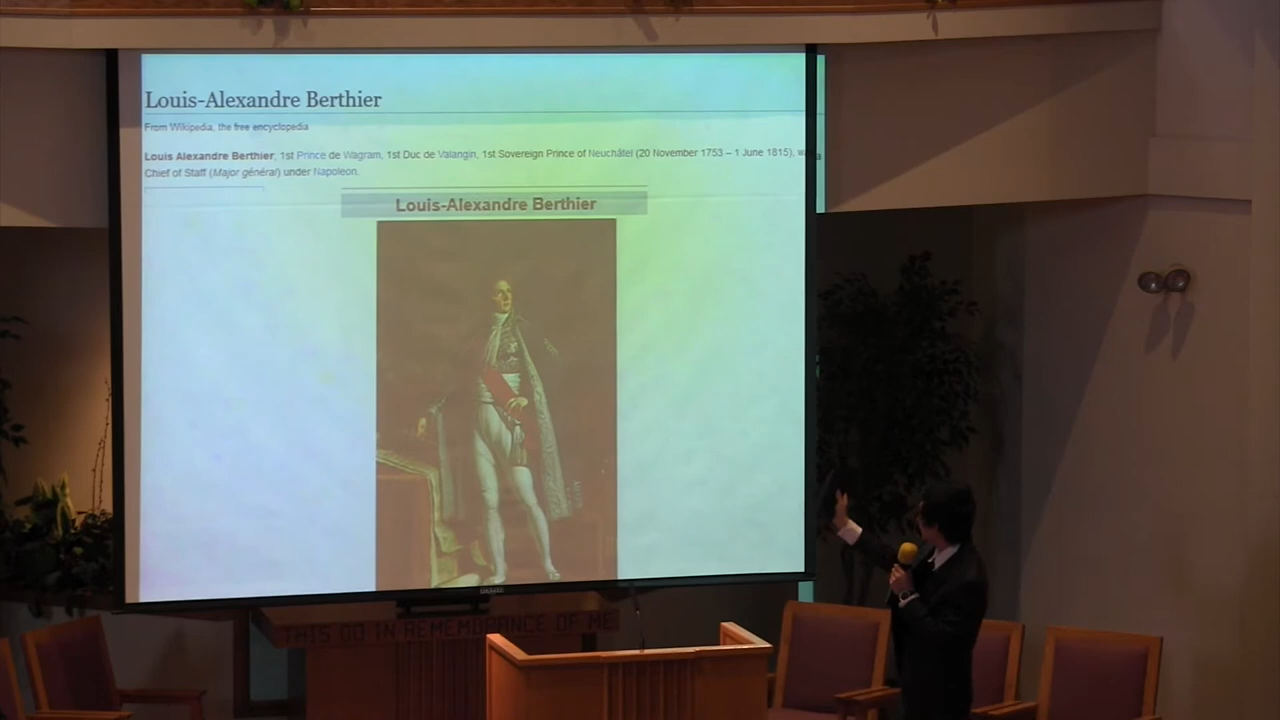 Louis-Alexandre Berthier
From Wikipedia, the free encyclopedia
Louis Alexandre Berthier, 1st Prince de Wagram, 1st Duc de Valangin, 1st Sovereign Prince of Neuchâtel (20 November 1753 – 1 June 1815), was a
Chief of Staff (Major général) under Napoleon.
Louis-Alexandre Berthier
THIS DO IN REMEMBRANCE OF ME